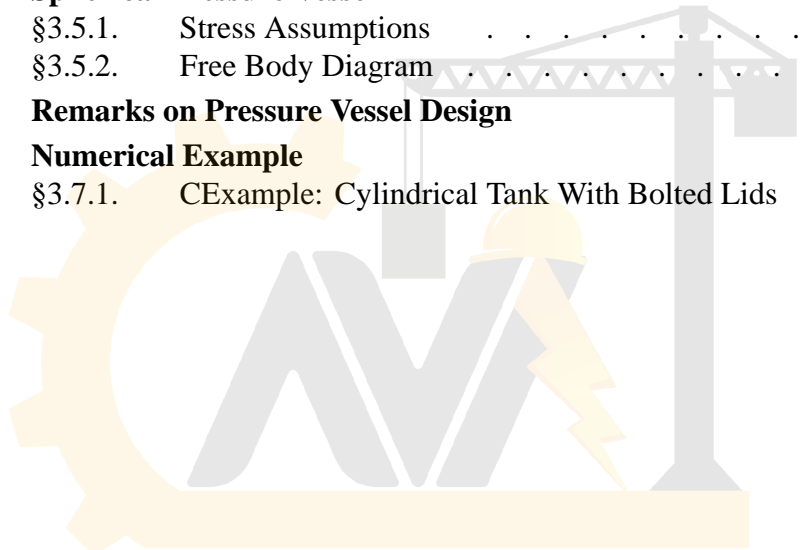 §3.5.1. Stress Assumptions . . . . . . . . .
§3.5.2. Free Body Diagram . . . . . . . . .
Remarks on Pressure Vessel Design
Numerical Example
§3.7.1. CExample: Cylindrical Tank With Bolted Lids